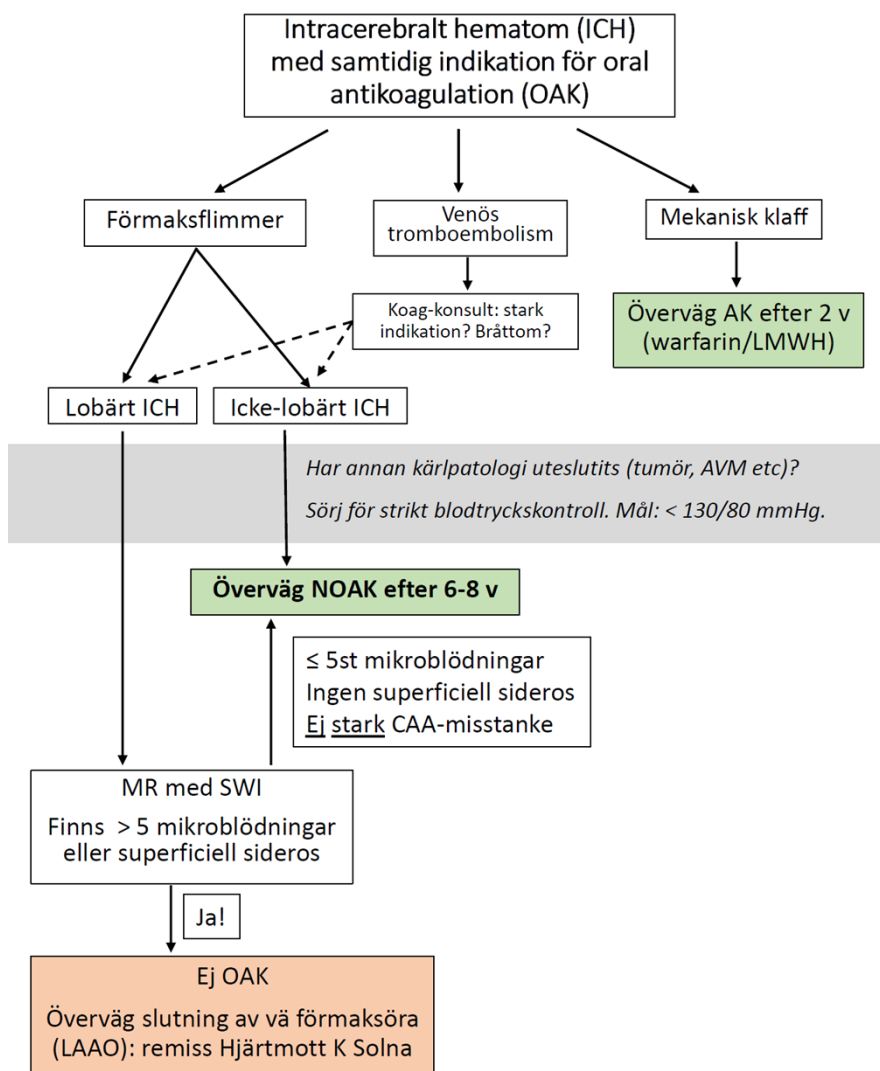 Intracerebralt hematom (ICH)
med samtidig indikation för oral
antikoagulation (OAK)
Förmaksflimmer
Venös
tromboembolism
Mekanisk klaff
Koag-konsult: stark
indikation? Bråttom?
Överväg AK efter 2 v
(warfarin/LMWH)
Lobärt ICH
Icke-lobärt ICH
Har annan kärlpatologi uteslutits (tumör, AVM etc)?
Sörj för strikt blodtryckskontroll. Mål: < 130/80 mmHg.
Överväg NOAK efter 6-8 v
≤ 5st mikroblödningar
Ingen superficiell sideros
Ej stark CAA-misstanke
MR med SWI
Finns > 5 mikroblödningar
eller superficiell sideros
Ja!
Ej OAK
Överväg slutning av vä förmaksöra
(LAAO): remiss Hjärtmott K Solna